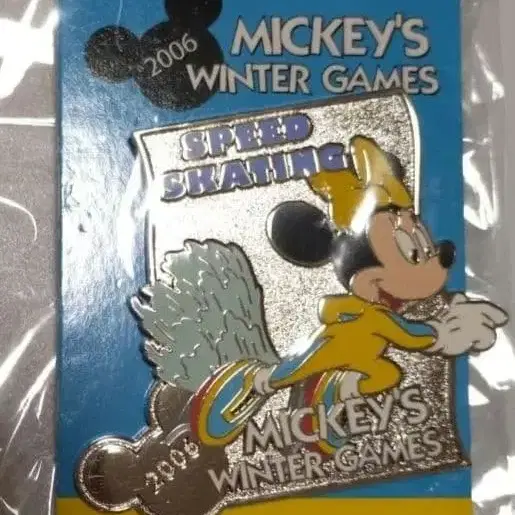 2006
MICKEY'S
WINTER GAMES
SPEED
SKATING
MICKEY'S
WINTER GAMES
2006